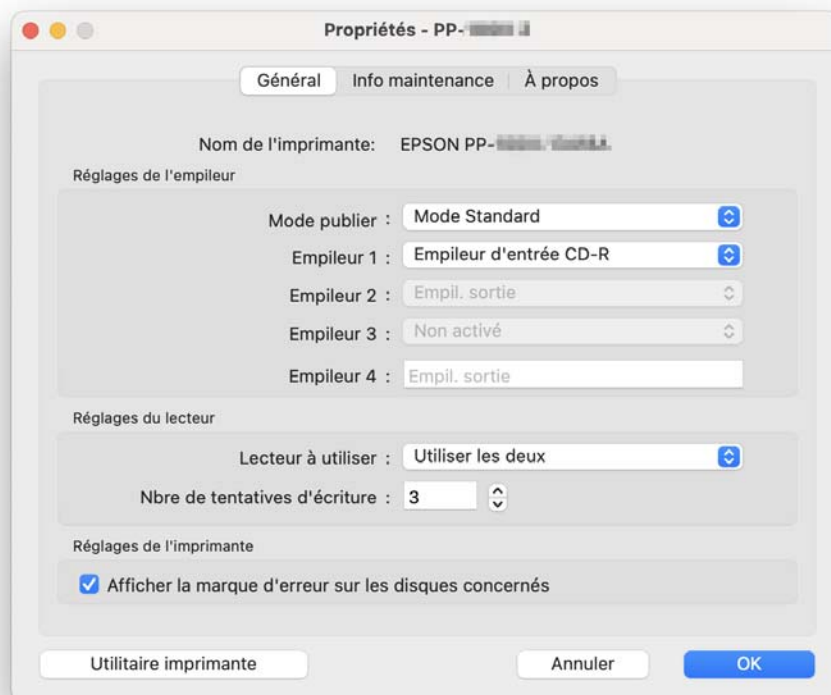 Propriétés - PP-
Général Info maintenance À propos
Nom de l'imprimante: EPSON PP-
Réglages de l'empileur
Mode publier : Mode Standard
Empileur 1 : Empileur d'entrée CD-R
Empileur 2 : Empil. sortie
Empileur 3 : Non activé
Empileur 4 : Empil. sortie
Réglages du lecteur
Lecteur à utiliser : Utiliser les deux
Nbre de tentatives d'écriture : 3
Réglages de l'imprimante
Afficher la marque d'erreur sur les disques concernés
Utilitaire imprimante Annuler OK